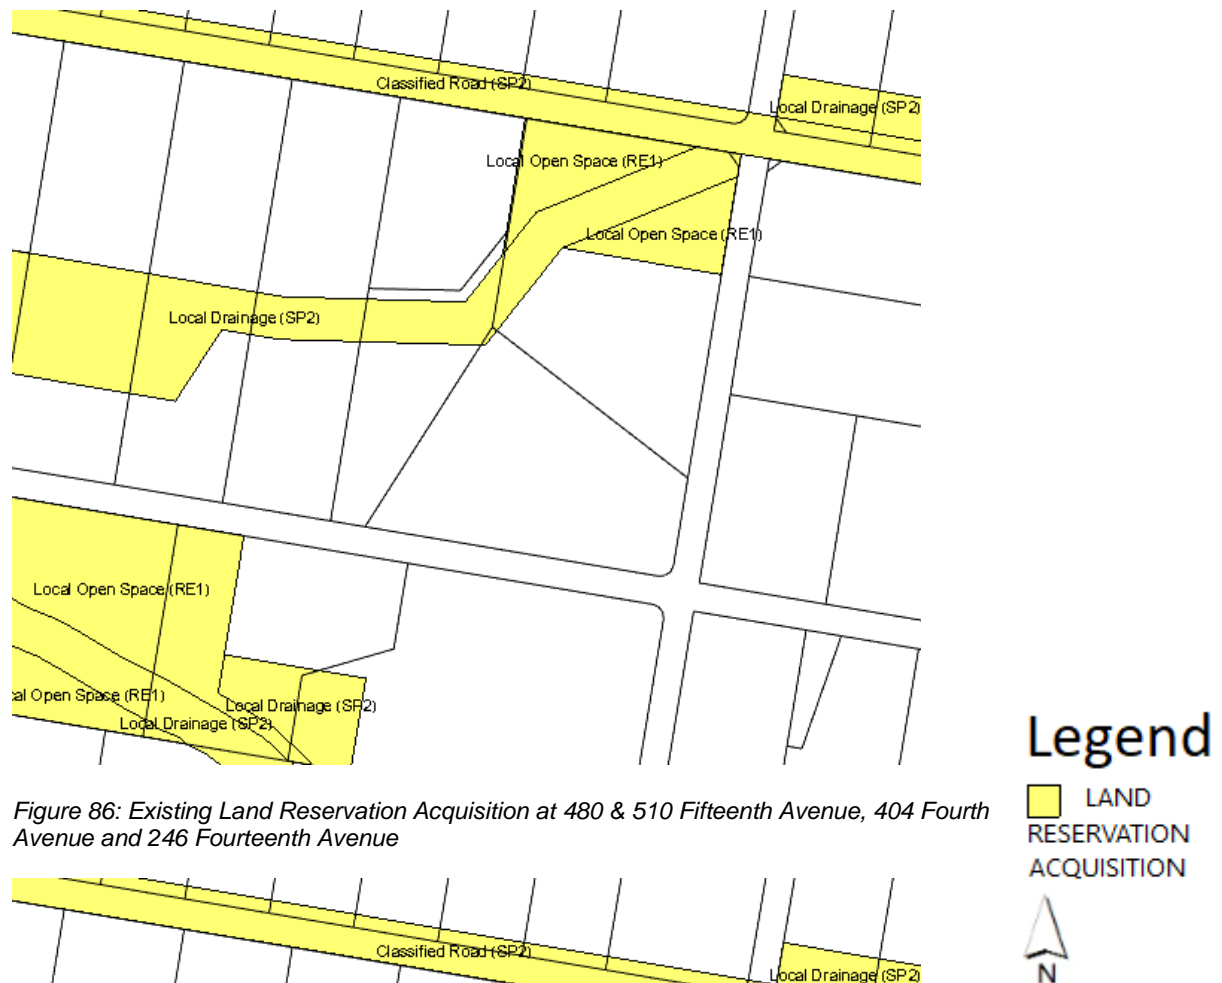 Classified Road (SP2)
Local Drainage (SP2)
Local Open Space (RE1)
Local Open Space (RE1)
Local Drainage (SP2)
Local Open Space (RE1)
al Open Space (RE1)
Local Drainage (SP2)
Local Drainage (SP2)
Legend
LAND
RESERVATION
ACQUISITION
N
Figure 86: Existing Land Reservation Acquisition at 480 & 510 Fifteenth Avenue, 404 Fourth
Avenue and 246 Fourteenth Avenue
Classified Road (SP2)
Local Drainage (SP2)